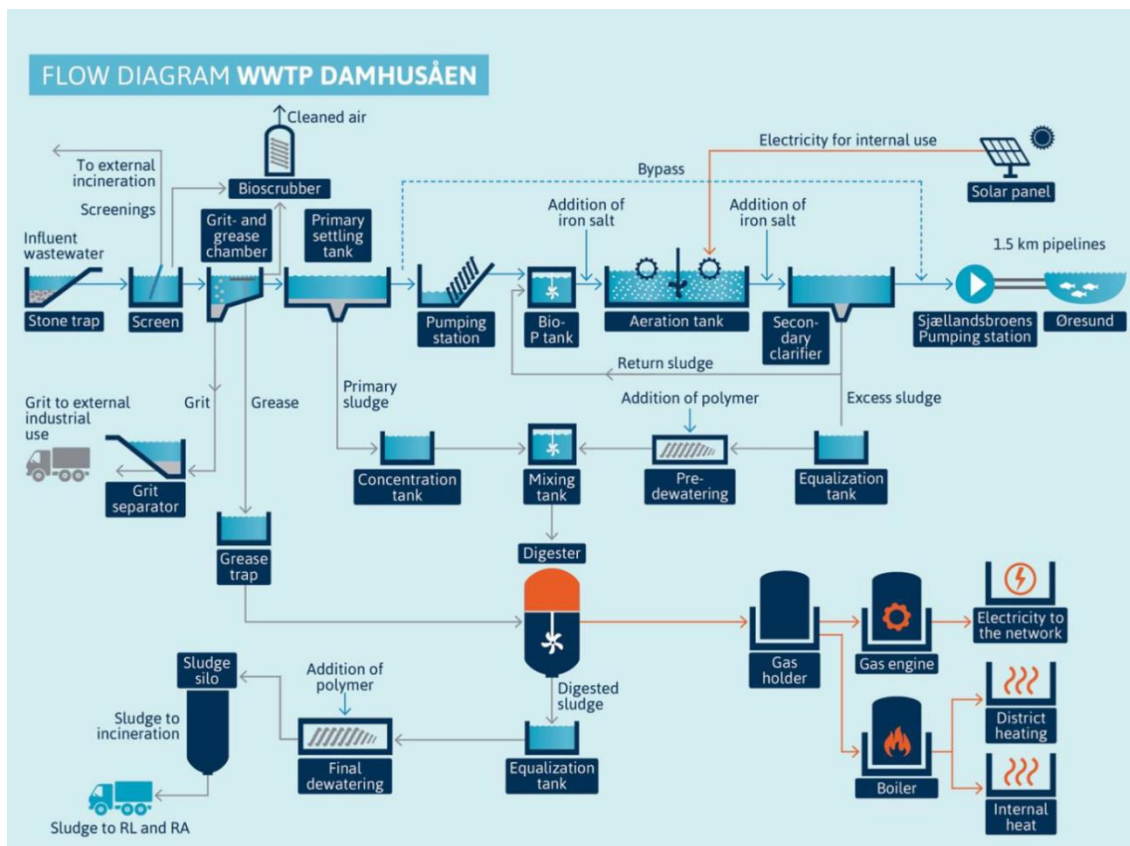 FLOW DIAGRAM WWTP DAMHUSÅEN
Cleaned air
To external
incineration
Bioscrubber
Screenings
Electricity for internal use
Solar panel
Bypass
Influent
wastewater
Grit- and
grease
chamber
Primary
settling
tank
Addition of
iron salt
Addition of
iron salt
1.5 km pipelines
Stone trap
Screen
Pumping
station
Bio-
P tank
Aeration tank
Secon-
dary
clarifier
Sjællandsbroens
Pumping station
Øresund
Return sludge
Grit to external
industrial
use
Grit
Grease
Primary
sludge
Addition of polymer
Excess sludge
Grit
separator
Concentration
tank
Mixing
tank
Pre-
dewatering
Equalization
tank
Grease
trap
Digester
Sludge
silo
Addition of
polymer
Digested
sludge
Gas
holder
Gas engine
Electricity to
the network
Sludge to
incineration
Final
dewatering
Equalization
tank
Boiler
District
heating
Internal
heat
Sludge to RL and RA